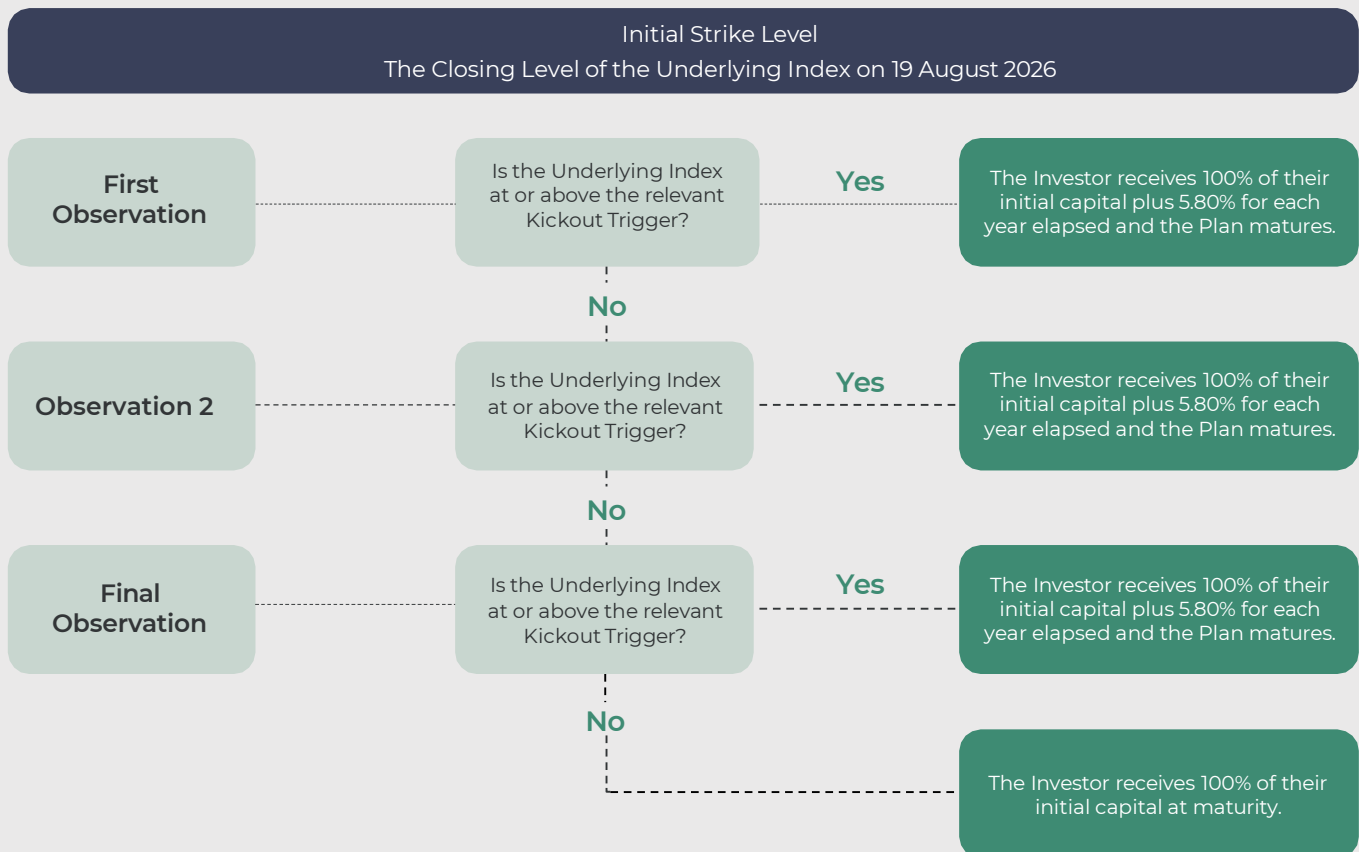 Initial Strike Level
The Closing Level of the Underlying Index on 19 August 2026
First
Observation
Is the Underlying Index
at or above the relevant
Kickout Trigger?
Yes
The Investor receives 100% of their
initial capital plus 5.80% for each
year elapsed and the Plan matures.
No
Observation 2
Is the Underlying Index
at or above the relevant
Kickout Trigger?
Yes
The Investor receives 100% of their
initial capital plus 5.80% for each
year elapsed and the Plan matures.
No
Final
Observation
Is the Underlying Index
at or above the relevant
Kickout Trigger?
Yes
The Investor receives 100% of their
initial capital plus 5.80% for each
year elapsed and the Plan matures.
No
The Investor receives 100% of their
initial capital at maturity.